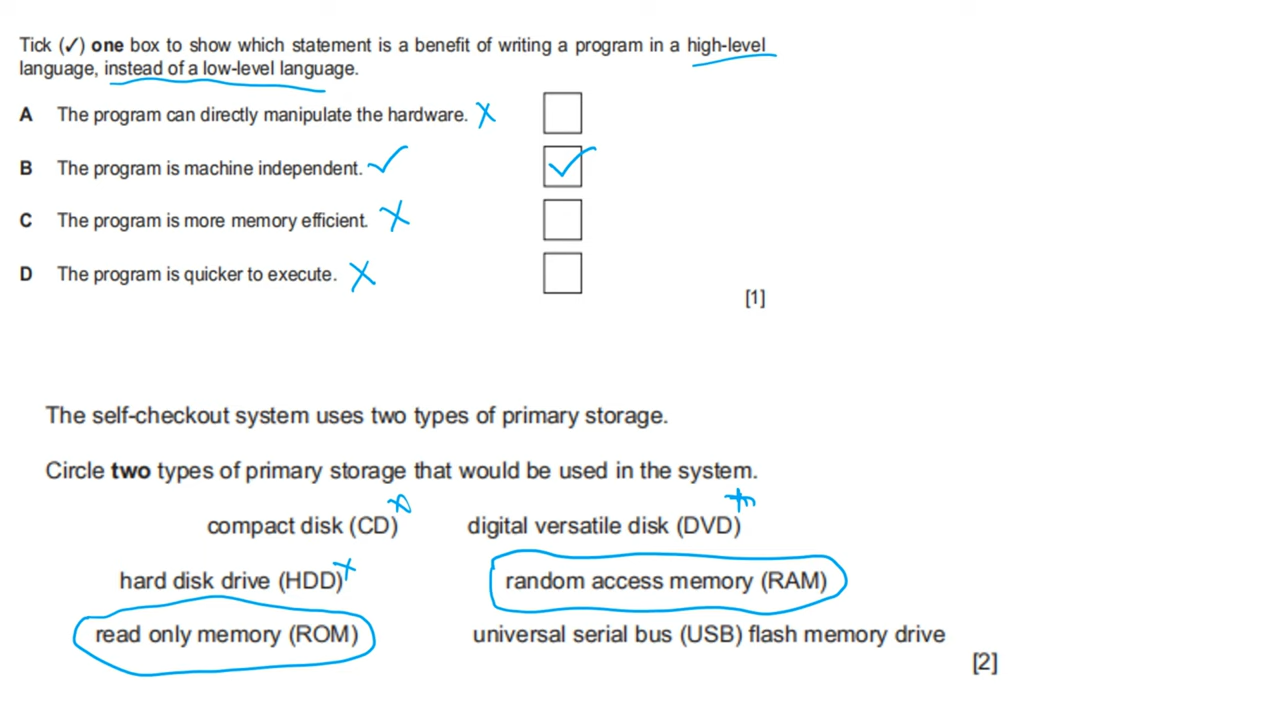 Tick (✓) one box to show which statement is a benefit of writing a program in a high-level
language, instead of a low-level language.
A The program can directly manipulate the hardware.
B The program is machine independent.
C The program is more memory efficient.
D The program is quicker to execute.
[1]
The self-checkout system uses two types of primary storage.
Circle two types of primary storage that would be used in the system.
compact disk (CD) digital versatile disk (DVD)
hard disk drive (HDD) random access memory (RAM)
read only memory (ROM) universal serial bus (USB) flash memory drive
[2]